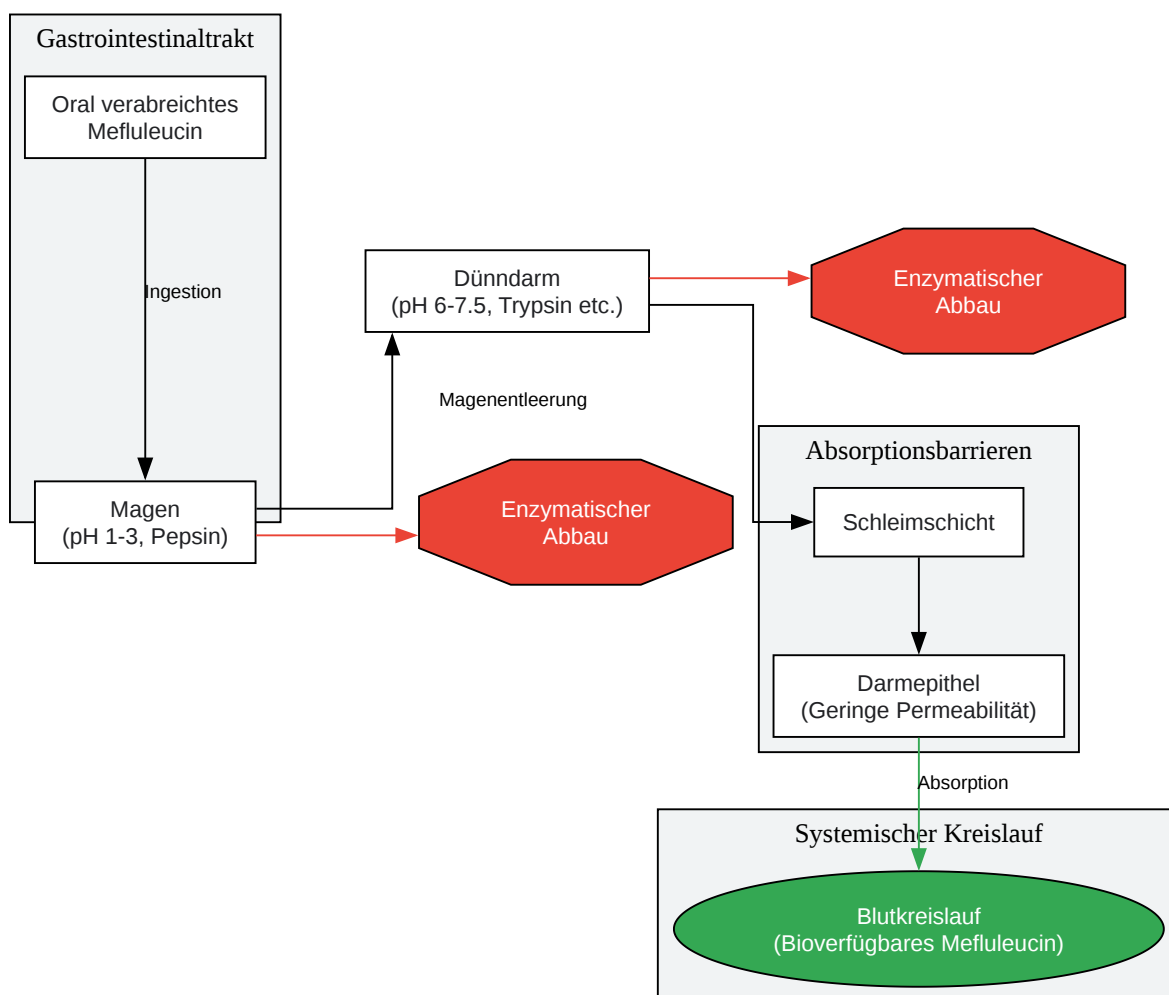 Gastrointestinaltrakt
Oral verabreichtes
Mefluleucin
Ingestion
Dünndarm
(pH 6-7.5, Trypsin etc.)
Enzymatischer
Abbau
Magenentleerung
Magen
(pH 1-3, Pepsin)
Enzymatischer
Abbau
Absorptionsbarrieren
Schleimschicht
Darmepithel
(Geringe Permeabilität)
Absorption
Systemischer Kreislauf
Blutkreislauf
(Bioverfügbares Mefluleucin)